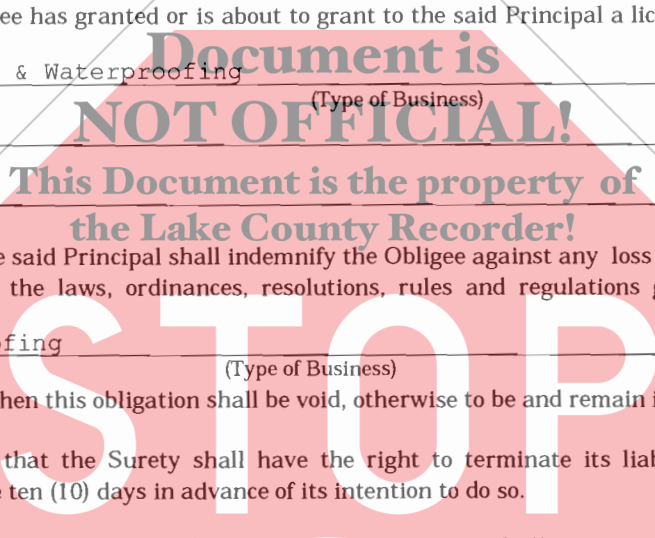 ee has granted or is about to grant to the said Principal a lic
Document is
& Waterproofing
(Type of Business)
NOT OFFICIAL!
This Document is the property of
the Lake County Recorder!
e said Principal shall indemnify the Obligee against any loss
the laws, ordinances, resolutions, rules and regulations
ofing
(Type of Business)
STOP
hen this obligation shall be void, otherwise to be and remain i
that the Surety shall have the right to terminate its liab
e ten (10) days in advance of its intention to do so.